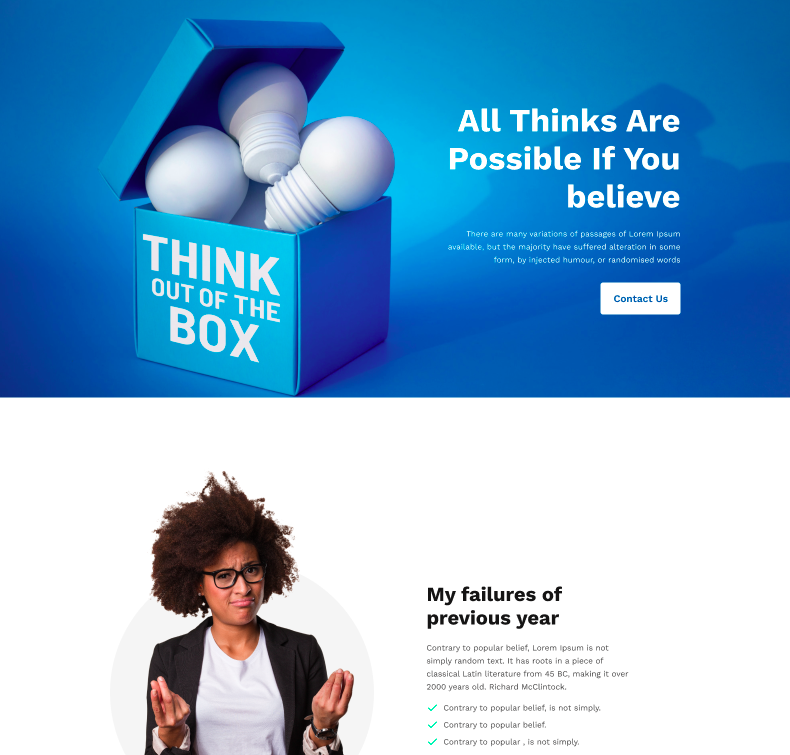 THINK
OUT OF THE
BOX
All Thinks Are
Possible If You
believe
There are many variations of passages of Lorem Ipsum
available, but the majority have suffered alteration in some
form, by injected humour, or randomised words
Contact Us
My failures of
previous year
Contrary to popular belief, Lorem Ipsum is not
simply random text. It has roots in a piece of
classical Latin literature from 45 BC, making it over
2000 years old. Richard McClintock.
Contrary to popular belief, is not simply.
Contrary to popular belief.
Contrary to popular , is not simply.